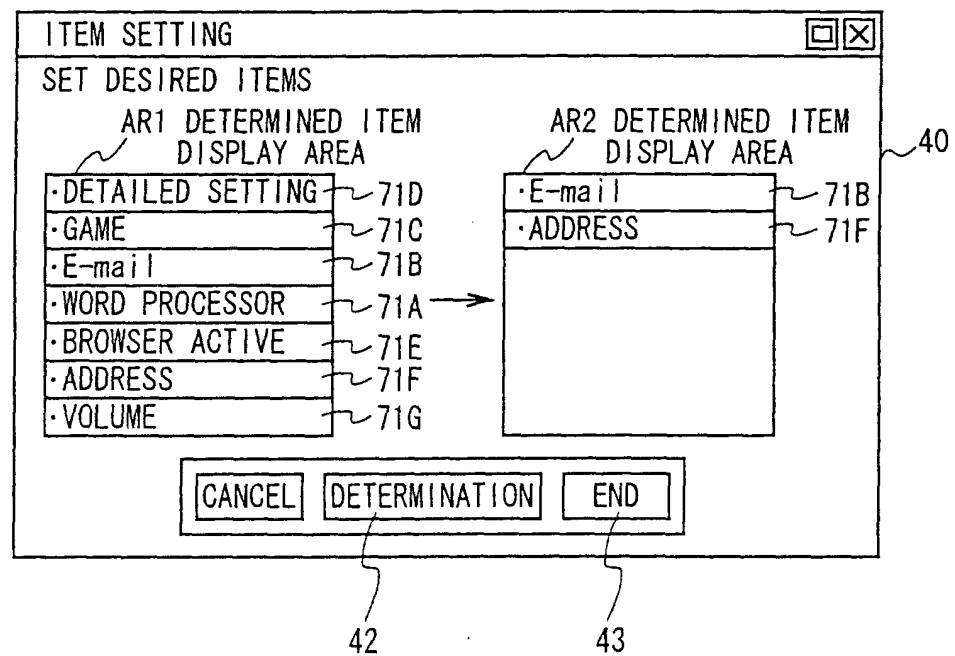 ITEM SETTING
SET DESIRED ITEMS
AR1 DETERMINED ITEM
DISPLAY AREA
·DETAILED SETTING 71D
·GAME 71C
·E-mail 71B
·WORD PROCESSOR 71A
·BROWSER ACTIVE 71E
·ADDRESS 71F
·VOLUME 71G
AR2 DETERMINED ITEM
DISPLAY AREA
·E-mail 71B
·ADDRESS 71F
40
CANCEL DETERMINATION END
42 43